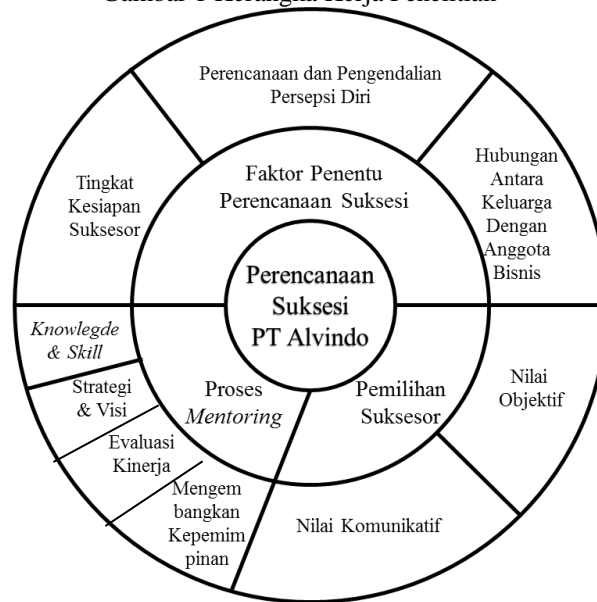 Gambar 1 Kerangka Kerja Penelitian
Perencanaan dan Pengendalian
Persepsi Diri
Hubungan
Antara
Keluarga
Dengan
Anggota
Bisnis
Tingkat
Kesiapan
Suksesor
Faktor Penentu
Perencanaan Suksesi
Perencanaan
Suksesi
PT Alvindo
Knowlegde
& Skill
Strategi
& Visi
Evaluasi
Kinerja
Mengem
bangkan
Kepemim
pinan
Proses
Mentoring
Pemilihan
Suksesor
Nilai
Objektif
Nilai Komunikatif